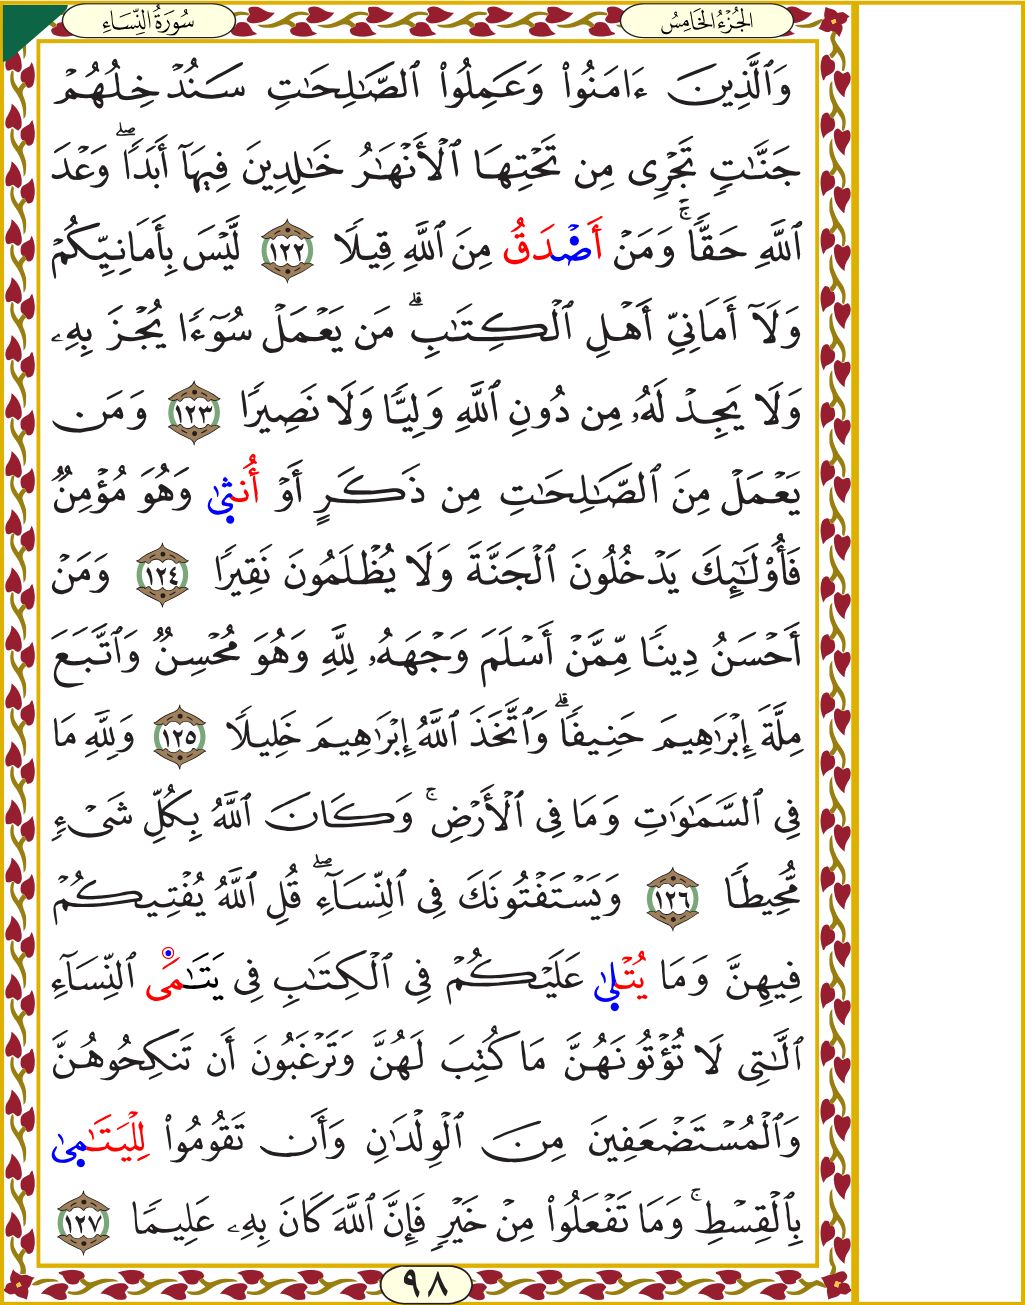 سُورَةُ النِّسَاءِ
الجُزْءُ الخَامِسُ
وَٱلَّذِينَ ءَامَنُوا۟ وَعَمِلُوا۟ ٱلصَّـٰلِحَـٰتِ سَنُدْخِلُهُمْ
جَنَّـٰتٍ تَجْرِى مِن تَحْتِهَا ٱلْأَنْهَـٰرُ خَـٰلِدِينَ فِيهَآ أَبَدًا ۖ وَعْدَ
ٱللَّهِ حَقًّا ۚ وَمَنْ أَصْدَقُ مِنَ ٱللَّهِ قِيلًا ١٢٢ لَّيْسَ بِأَمَانِيِّكُمْ
وَلَآ أَمَانِىِّ أَهْلِ ٱلْكِتَـٰبِ ۗ مَن يَعْمَلْ سُوٓءًا يُجْزَ بِهِۦ
وَلَا يَجِدْ لَهُۥ مِن دُونِ ٱللَّهِ وَلِيًّا وَلَا نَصِيرًا ١٢٣ وَمَن
يَعْمَلْ مِنَ ٱلصَّـٰلِحَـٰتِ مِن ذَكَرٍ أَوْ أُنثَىٰ وَهُوَ مُؤْمِنٌ
فَأُو۟لَـٰٓئِكَ يَدْخُلُونَ ٱلْجَنَّةَ وَلَا يُظْلَمُونَ نَقِيرًا ١٢٤ وَمَنْ
أَحْسَنُ دِينًا مِّمَّنْ أَسْلَمَ وَجْهَهُۥ لِلَّهِ وَهُوَ مُحْسِنٌ وَٱتَّبَعَ
مِلَّةَ إِبْرَٰهِيمَ حَنِيفًا ۗ وَٱتَّخَذَ ٱللَّهُ إِبْرَٰهِيمَ خَلِيلًا ١٢٥ وَلِلَّهِ مَا
فِى ٱلسَّمَـٰوَٰتِ وَمَا فِى ٱلْأَرْضِ ۚ وَكَانَ ٱللَّهُ بِكُلِّ شَىْءٍ
مُّحِيطًا ١٢٦ وَيَسْتَفْتُونَكَ فِى ٱلنِّسَآءِ ۖ قُلِ ٱللَّهُ يُفْتِيكُمْ
فِيهِنَّ وَمَا يُتْلَىٰ عَلَيْكُمْ فِى ٱلْكِتَـٰبِ فِى يَتَـٰمَى ٱلنِّسَآءِ
ٱلَّـٰتِى لَا تُؤْتُونَهُنَّ مَا كُتِبَ لَهُنَّ وَتَرْغَبُونَ أَن تَنكِحُوهُنَّ
وَٱلْمُسْتَضْعَفِينَ مِنَ ٱلْوِلْدَٰنِ وَأَن تَقُومُوا۟ لِلْيَتَـٰمَىٰ
بِٱلْقِسْطِ ۚ وَمَا تَفْعَلُوا۟ مِنْ خَيْرٍ فَإِنَّ ٱللَّهَ كَانَ بِهِۦ عَلِيمًا ١٢٧
٩٨